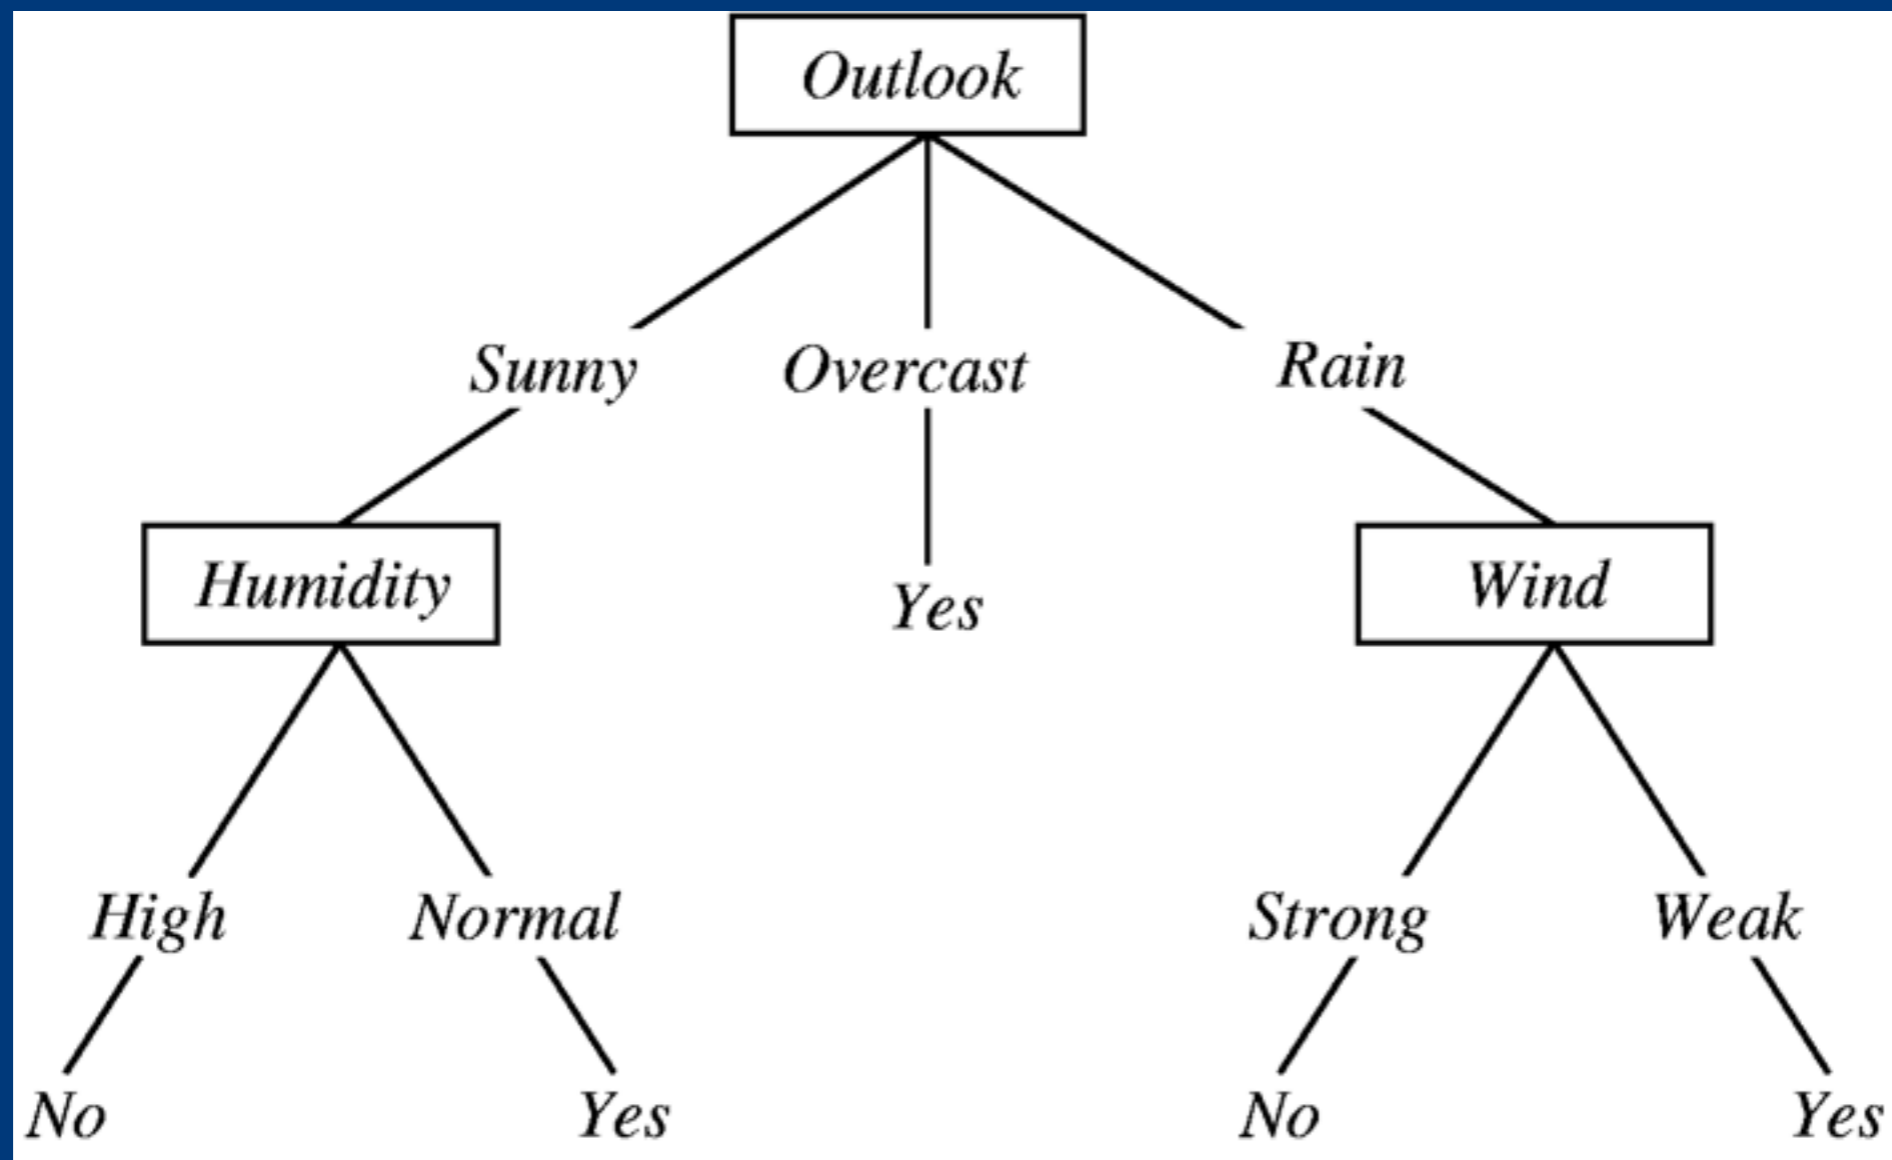 Outlook
Sunny Overcast Rain
Humidity Yes Wind
High Normal Strong Weak
No Yes No Yes